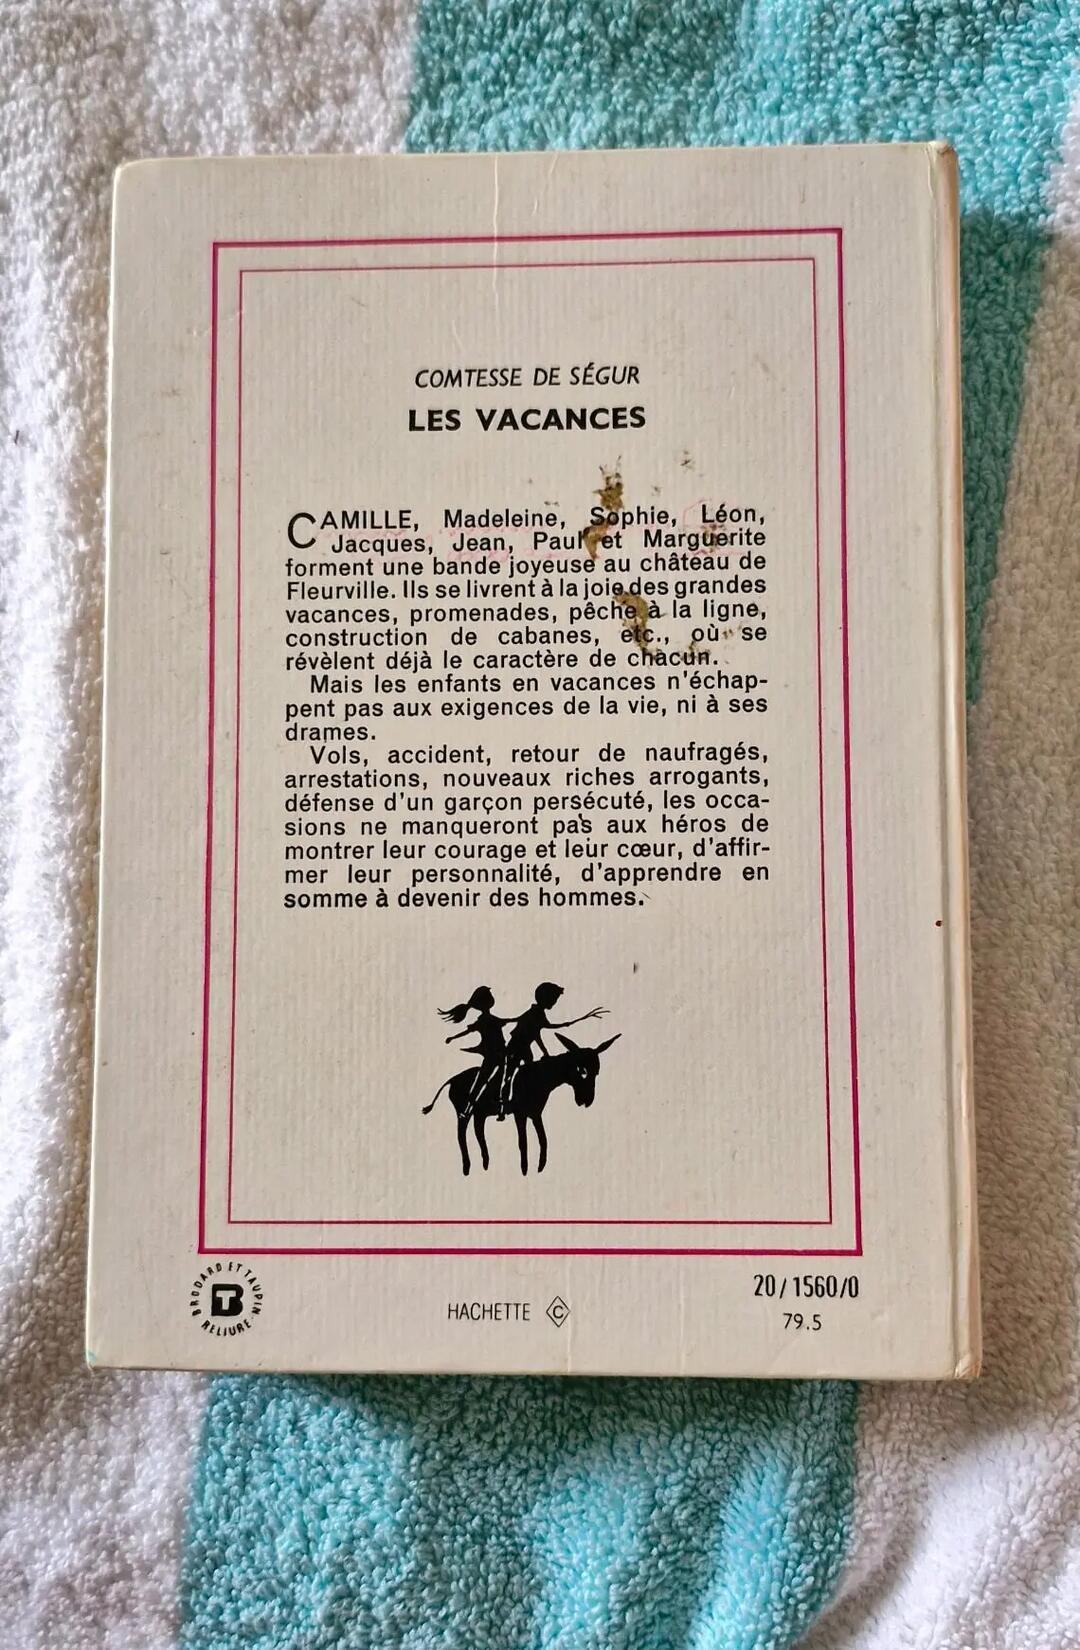 COMTESSE DE SÉGUR
LES VACANCES
CAMILLE, Madeleine, Sophie, Léon,
Jacques, Jean, Paul et Marguerite
forment une bande joyeuse au château de
Fleurville. Ils se livrent à la joie des grandes
vacances, promenades, pêche à la ligne,
construction de cabanes, etc., où se
révèlent déjà le caractère de chacun.
Mais les enfants en vacances n'échap-
pent pas aux exigences de la vie, ni à ses
drames.
Vols, accident, retour de naufragés,
arrestations, nouveaux riches arrogants,
défense d'un garçon persécuté, les occa-
sions ne manqueront pas aux héros de
montrer leur courage et leur cœur, d'affir-
mer leur personnalité, d'apprendre en
somme à devenir des hommes.
BRODARD ET TAUPIN
BT
RELIURE
HACHETTE C
20/1560/0
79.5